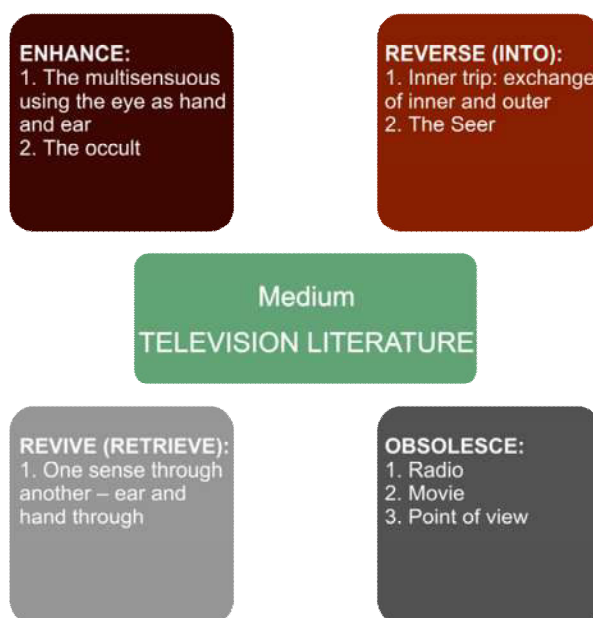 ENHANCE:
1. The multisensuous
using the eye as hand
and ear
2. The occult
REVERSE (INTO):
1. Inner trip: exchange
of inner and outer
2. The Seer
Medium
TELEVISION LITERATURE
REVIVE (RETRIEVE):
1. One sense through
another – ear and
hand through
OBSOLESCE:
1. Radio
2. Movie
3. Point of view